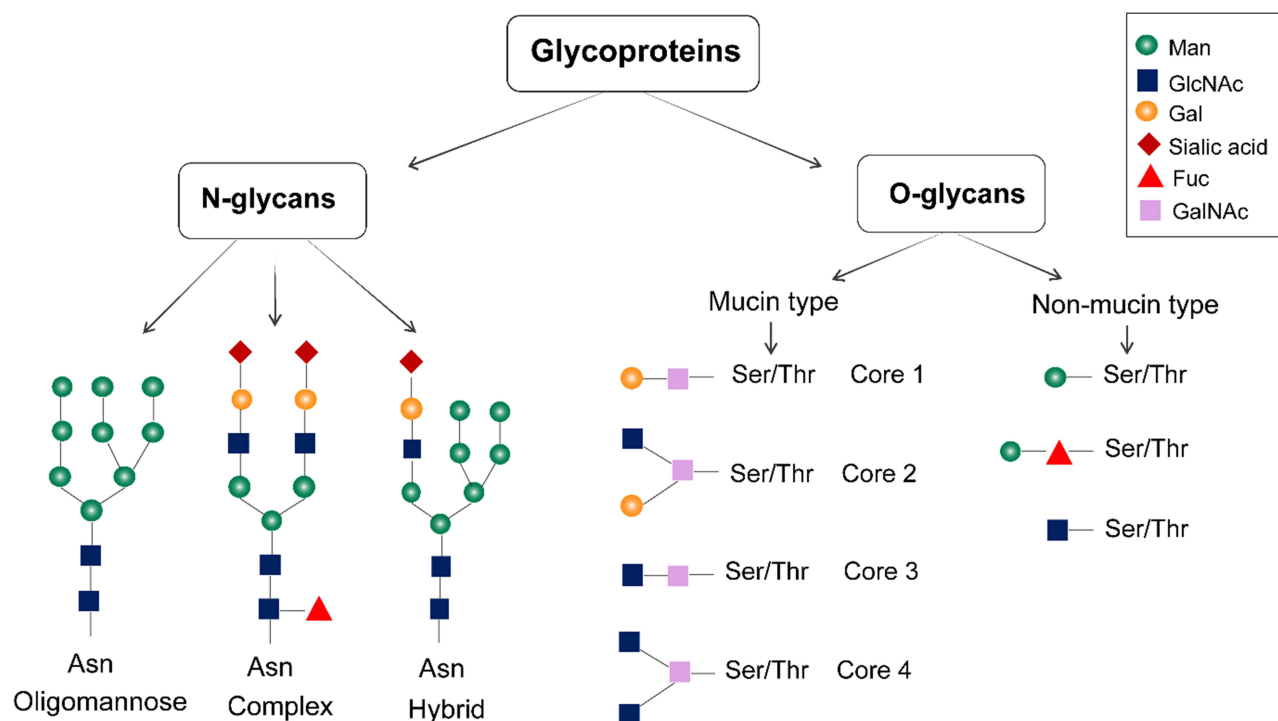 Glycoproteins
Man
GlcNAc
Gal
Sialic acid
Fuc
GalNAc
N-glycans
O-glycans
Mucin type
Non-mucin type
Ser/Thr Core 1
Ser/Thr
Ser/Thr Core 2
Ser/Thr
Ser/Thr Core 3
Ser/Thr
Ser/Thr Core 4
Asn
Oligomannose
Asn
Complex
Asn
Hybrid